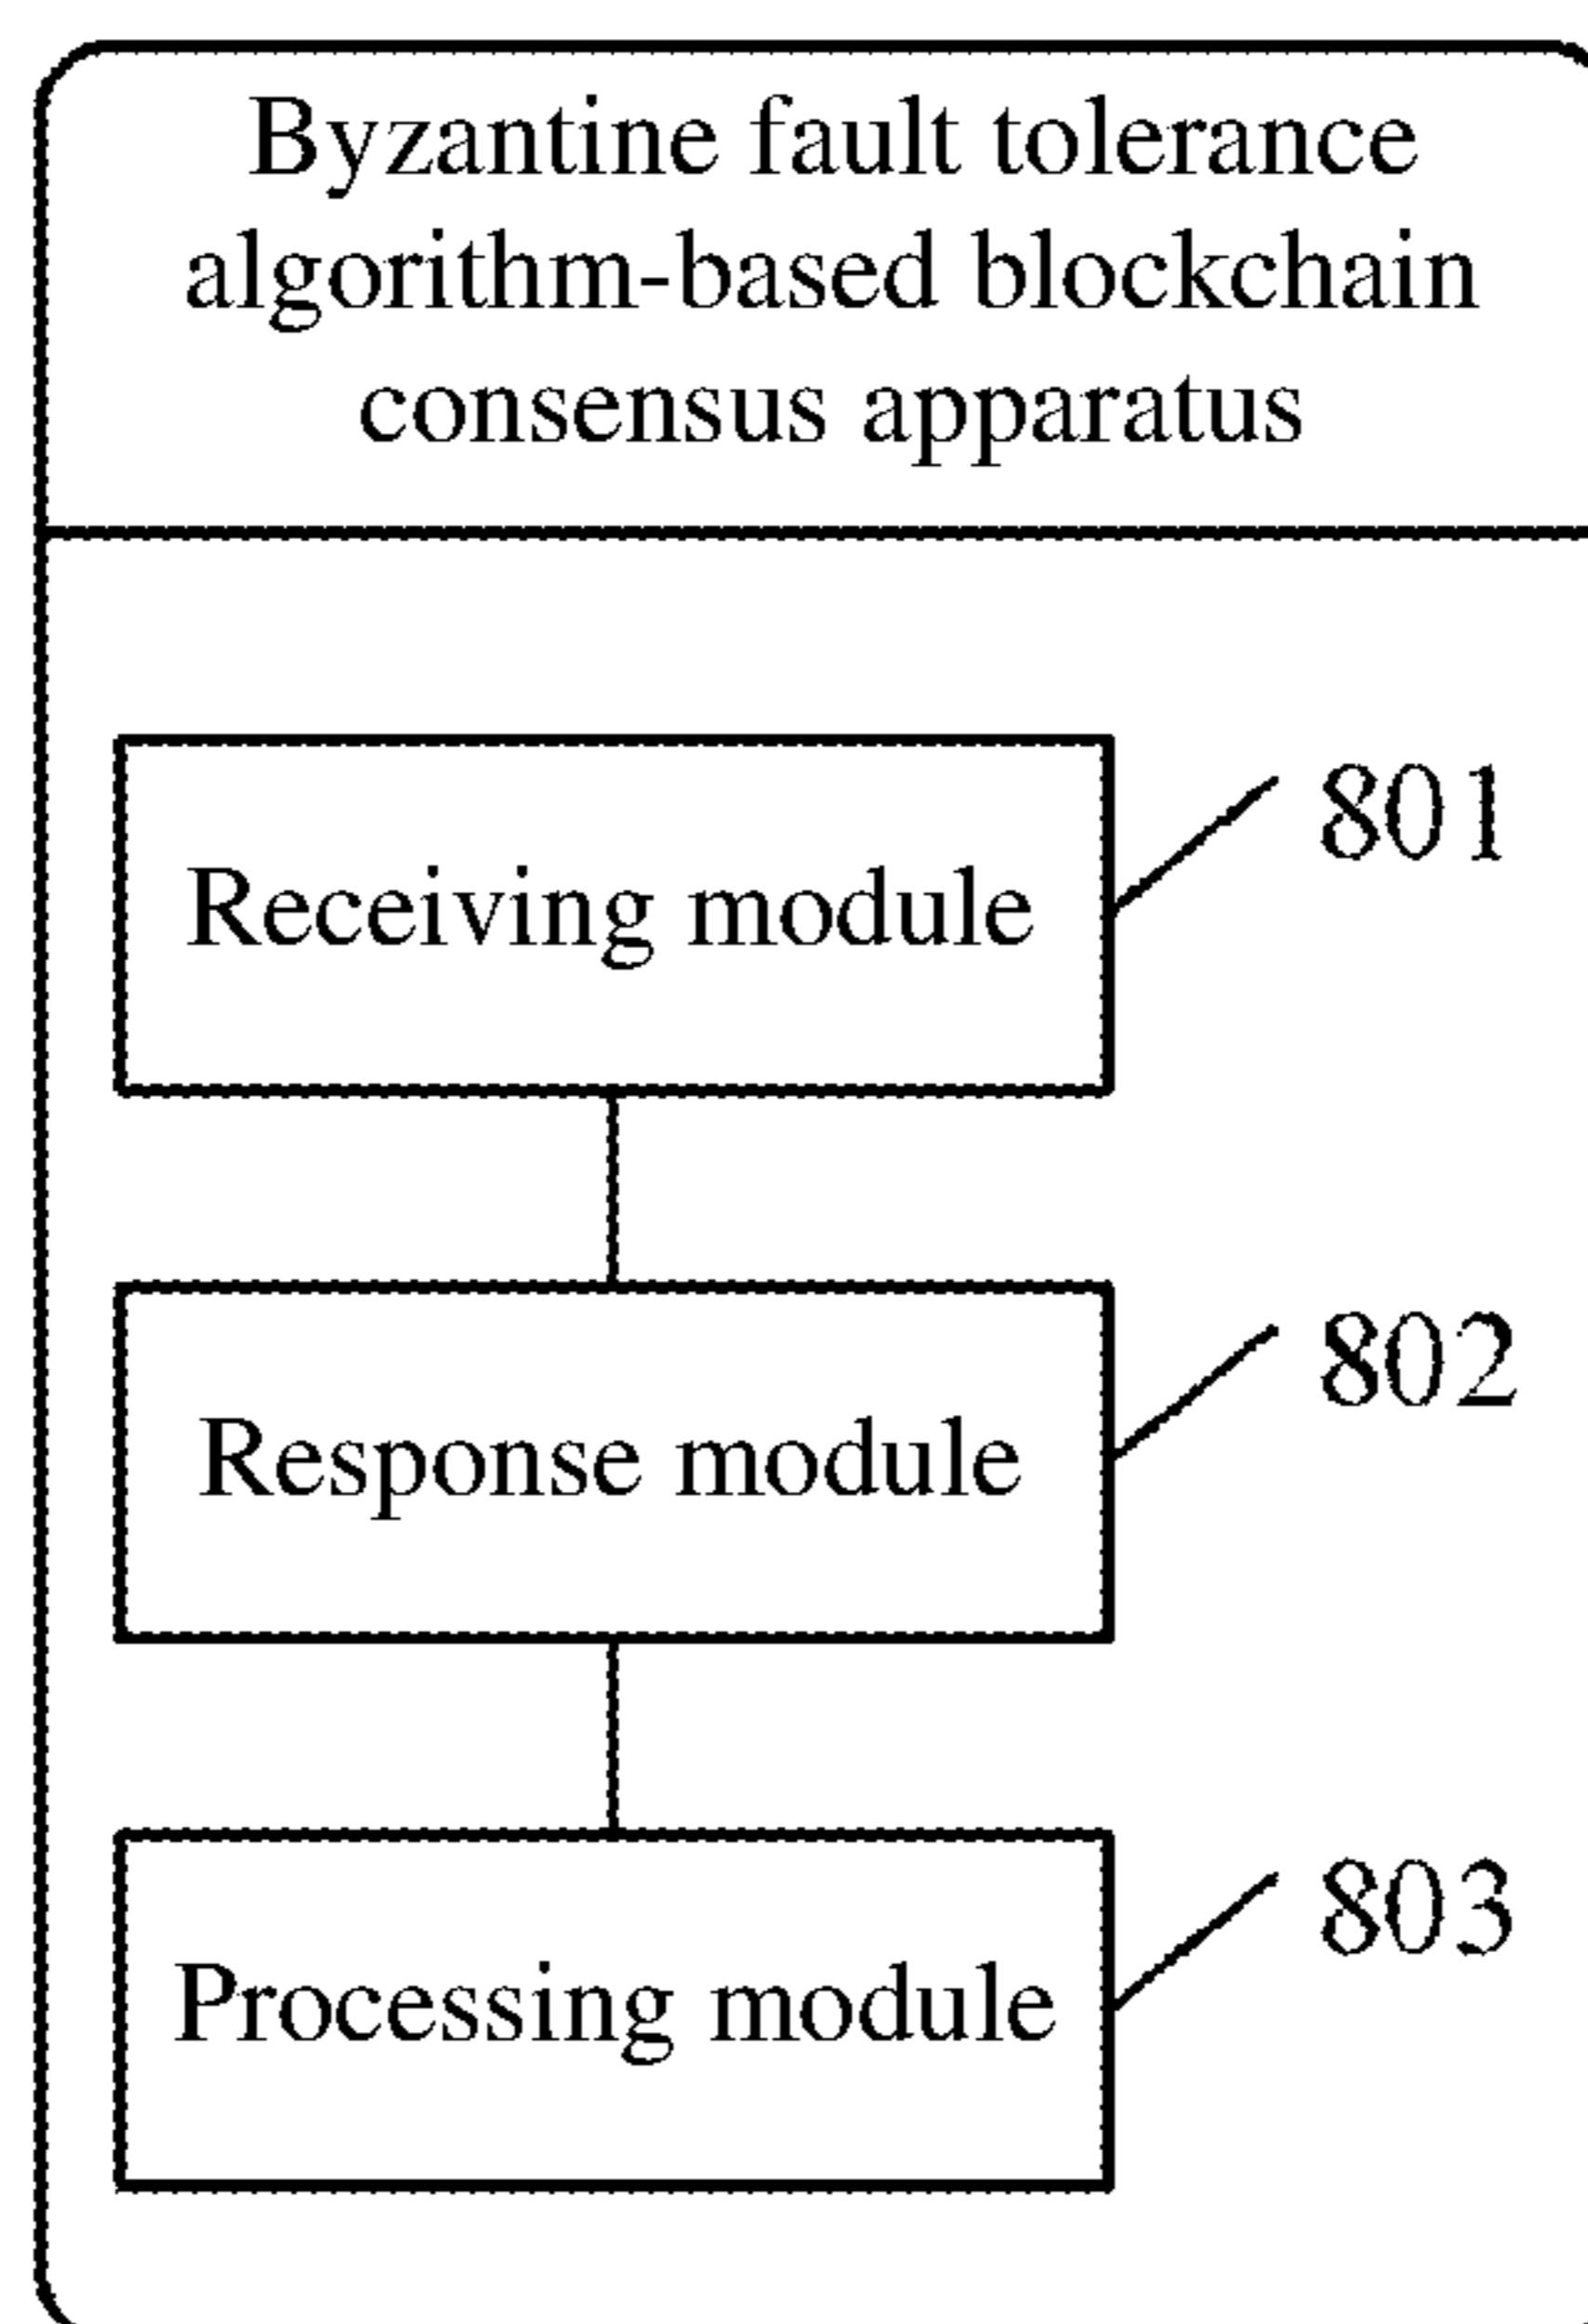 Byzantine fault tolerance
algorithm-based blockchain
consensus apparatus
Receiving module
801
Response module
802
Processing module
803